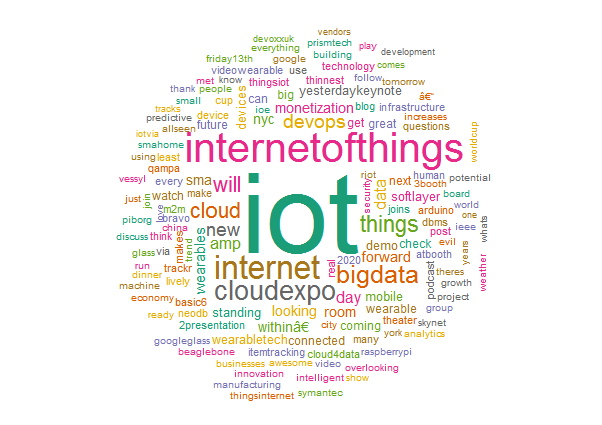 devoxxuk
vendors
everything
prismtech
play
friday13th
google
building
development
videowearable
use
technology
comes
met
know
thingsiot
thinnest
follow
tomorrow
thank
people
big
yesterdaykeynote
â€"
small
cup
devices
can
monetization
blog
infrastructure
tracks
predictive
device
ioe
increases
allseen
future
nyc
devops
get
great
questions
worldcup
iotvia
smahome
using
least
internetofthings
qampa
riot
human
potential
vessyl
every
sma
will
iot
security
data
next
3booth
just
join
watch
make
softlayer
board
piborg
love
m2m
bravo
cloud
new
things
joins
arduino
world
one
china
dbms
ieee
whats
discuss
think
makes
trend
wearables
amp
demo
check
post
evil
glass
via
internet
real
2020
forward
atbooth
years
run
trackr
bigdata
podcast
theres
weather
dinner
lively
machine
cloudexpo
growth
economy
basic6
day
mobile
project
ready
neodb
standing
looking
room
wearable
group
2presentation
withinâ€
city
coming
theater
skynet
googleglass
wearabletech
connected
many
york
analytics
beaglebone
itemtracking
cloud4data
raspberrypi
businesses
awesome
video
overlooking
innovation
intelligent
show
manufacturing
thingsinternet
symantec